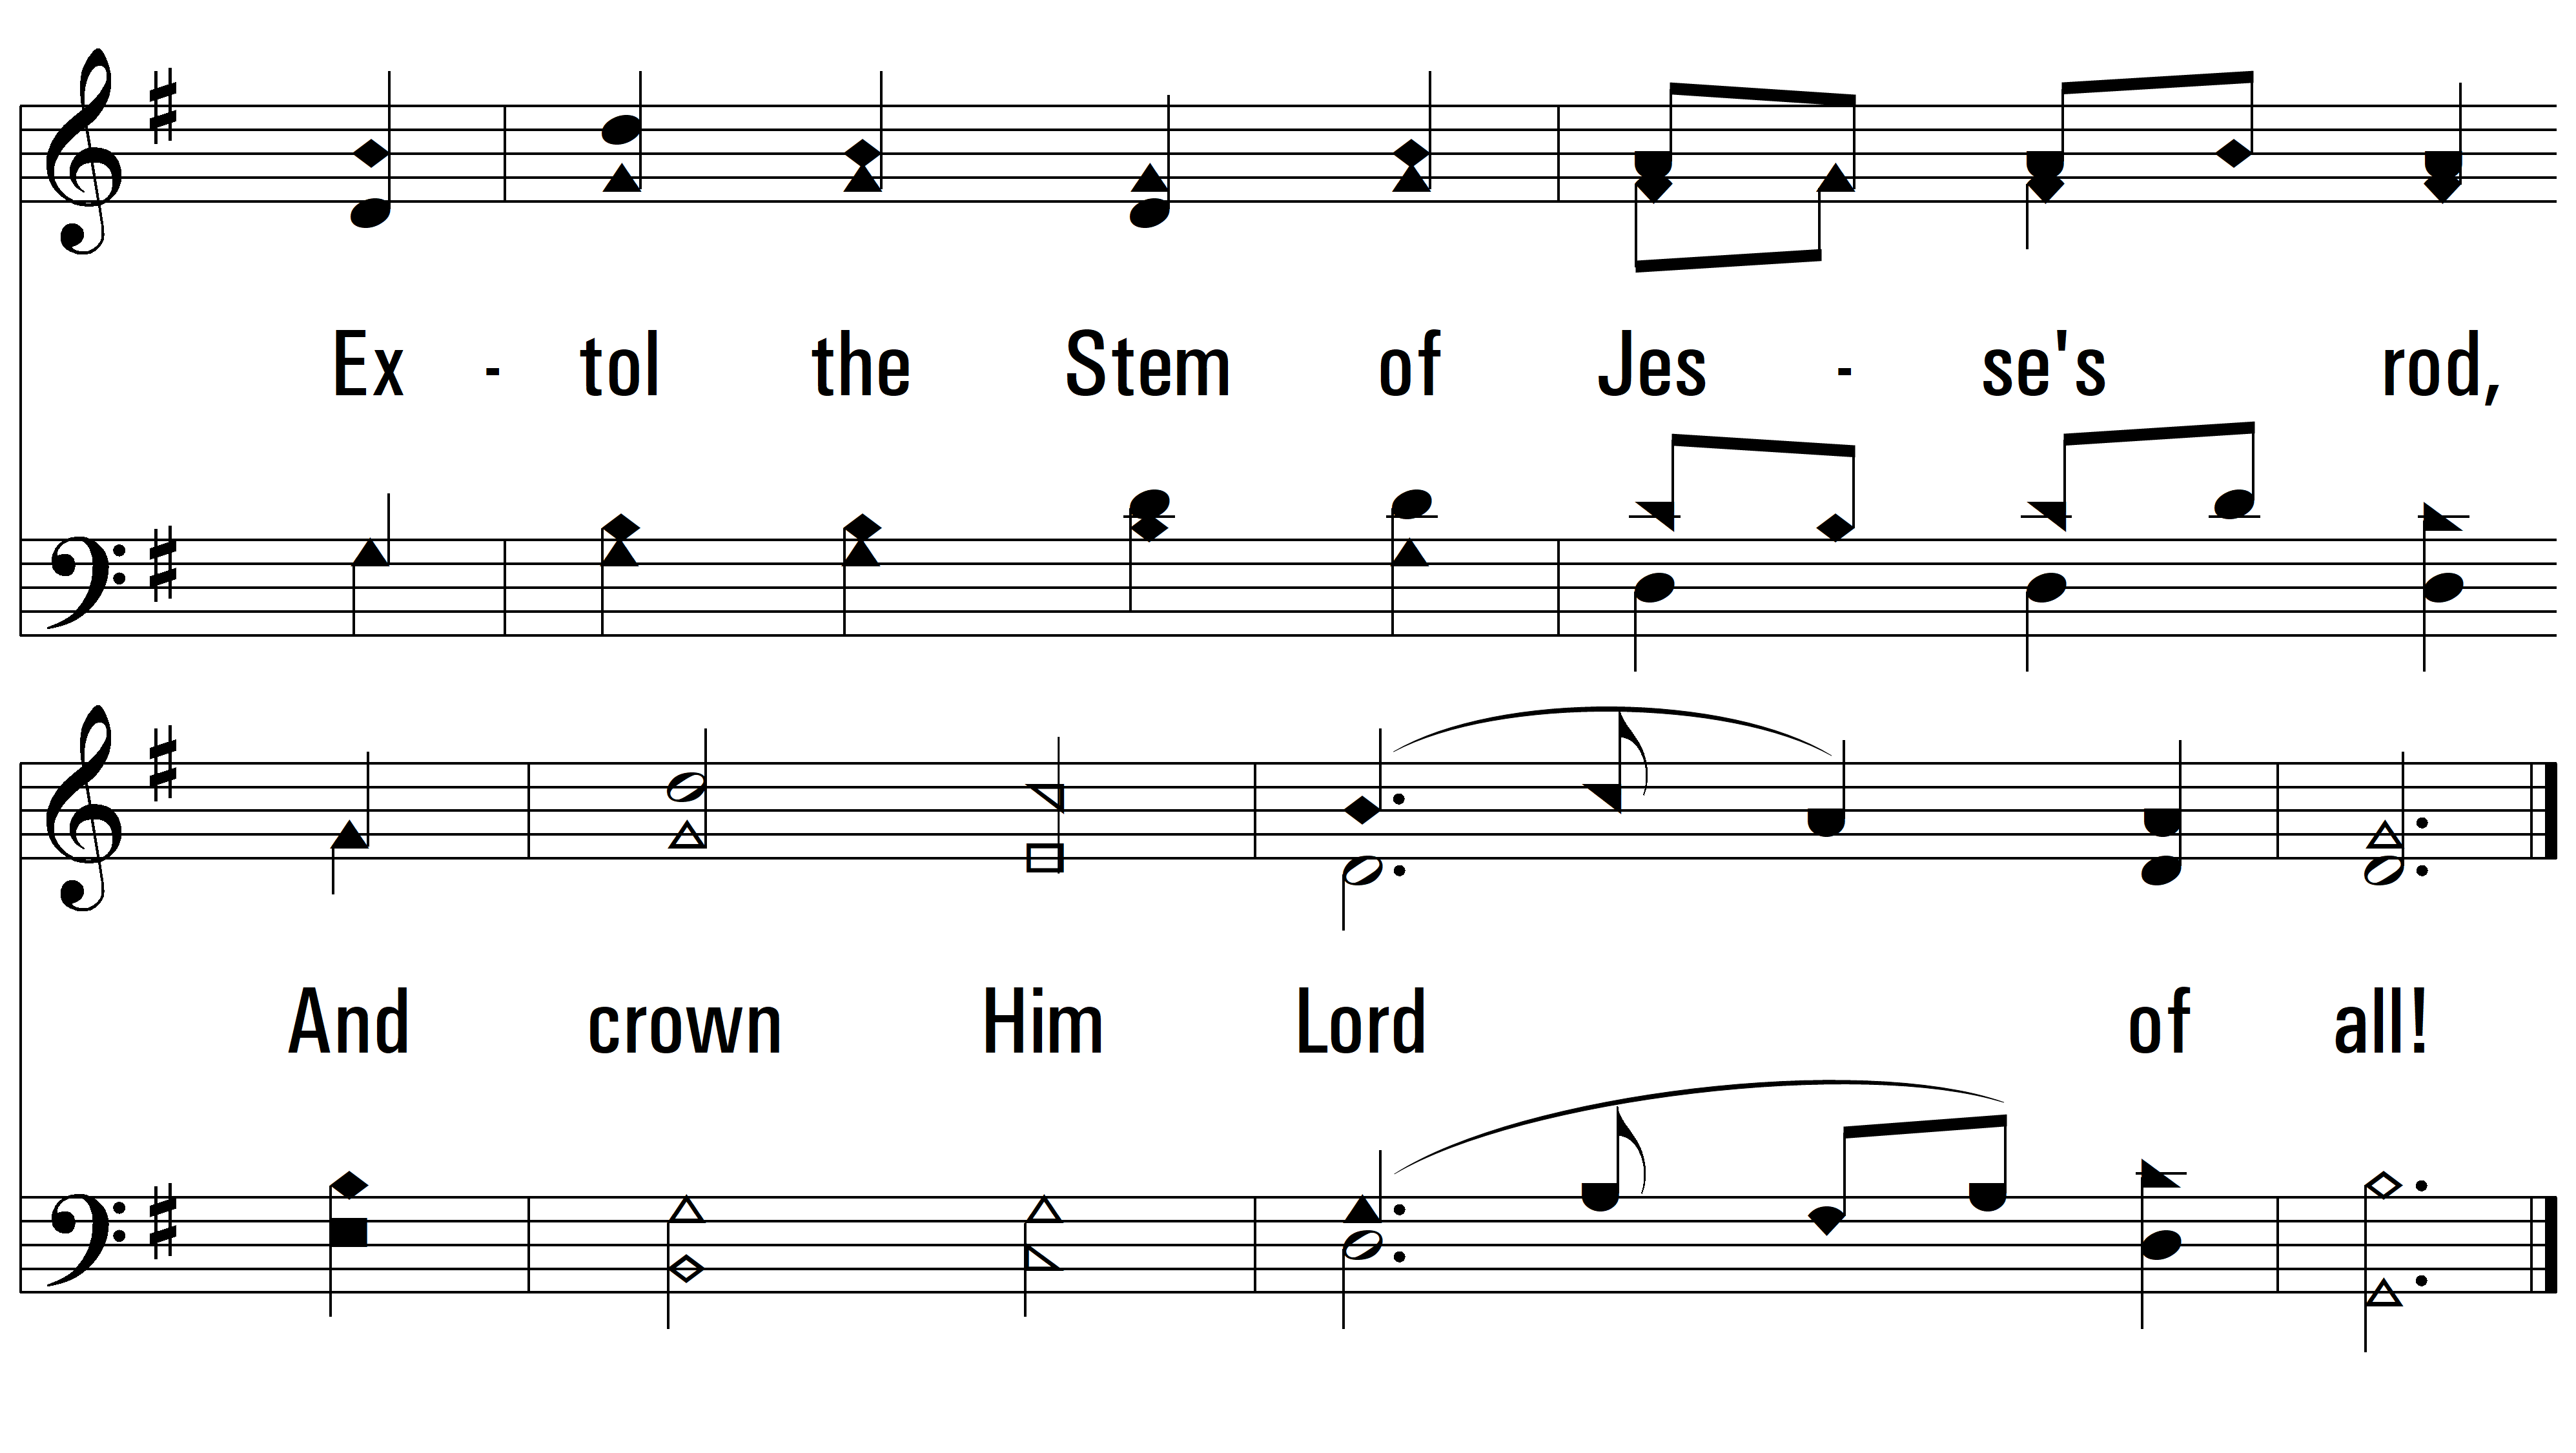 Ex - tol the Stem of Jes - se's rod,
And crown Him Lord of all!